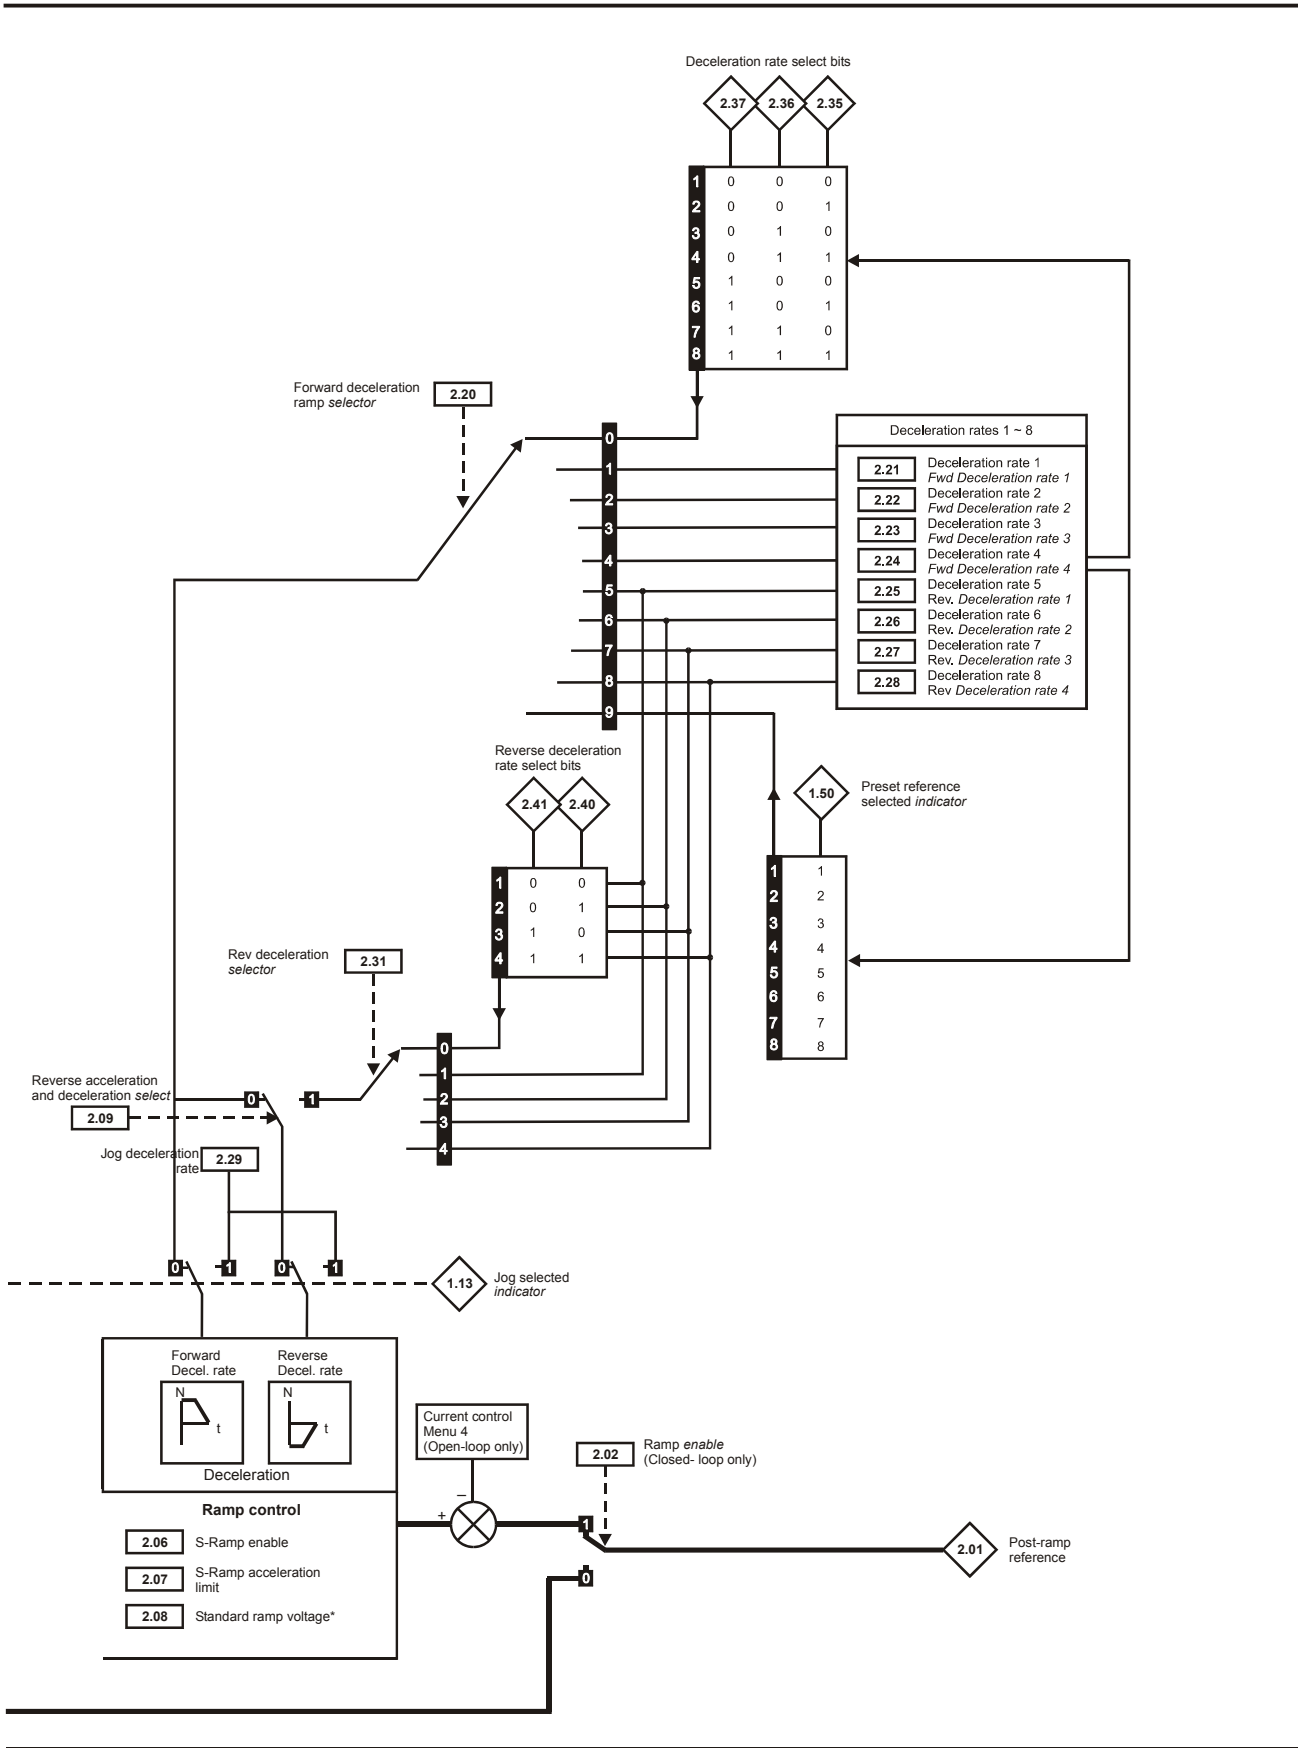 Deceleration rate select bits
2.37 2.36 2.35
1 0 0 0
2 0 0 1
3 0 1 0
4 0 1 1
5 1 0 0
6 1 0 1
7 1 1 0
8 1 1 1
Forward deceleration
ramp selector
2.20
0
1
2
3
4
5
6
7
8
9
Deceleration rates 1 ~ 8
2.21 Deceleration rate 1
Fwd Deceleration rate 1
2.22 Deceleration rate 2
Fwd Deceleration rate 2
2.23 Deceleration rate 3
Fwd Deceleration rate 3
2.24 Deceleration rate 4
Fwd Deceleration rate 4
2.25 Deceleration rate 5
Rev. Deceleration rate 1
2.26 Deceleration rate 6
Rev. Deceleration rate 2
2.27 Deceleration rate 7
Rev. Deceleration rate 3
2.28 Deceleration rate 8
Rev Deceleration rate 4
Reverse deceleration
rate select bits
2.41 2.40
1 0 0
2 0 1
3 1 0
4 1 1
1.50
Preset reference
selected indicator
1 1
2 2
3 3
4 4
5 5
6 6
7 7
8 8
Rev deceleration
selector
2.31
0
1
2
3
4
Reverse acceleration
and deceleration select
2.09
0 1
Jog deceleration
rate
2.29
0 1 0 1
1.13
Jog selected
indicator
Forward
Decel. rate
N
t
Reverse
Decel. rate
N
t
Deceleration
Ramp control
2.06 S-Ramp enable
2.07 S-Ramp acceleration
limit
2.08 Standard ramp voltage*
Current control
Menu 4
(Open-loop only)
–
+
2.02
Ramp enable
(Closed- loop only)
1
0
2.01
Post-ramp
reference